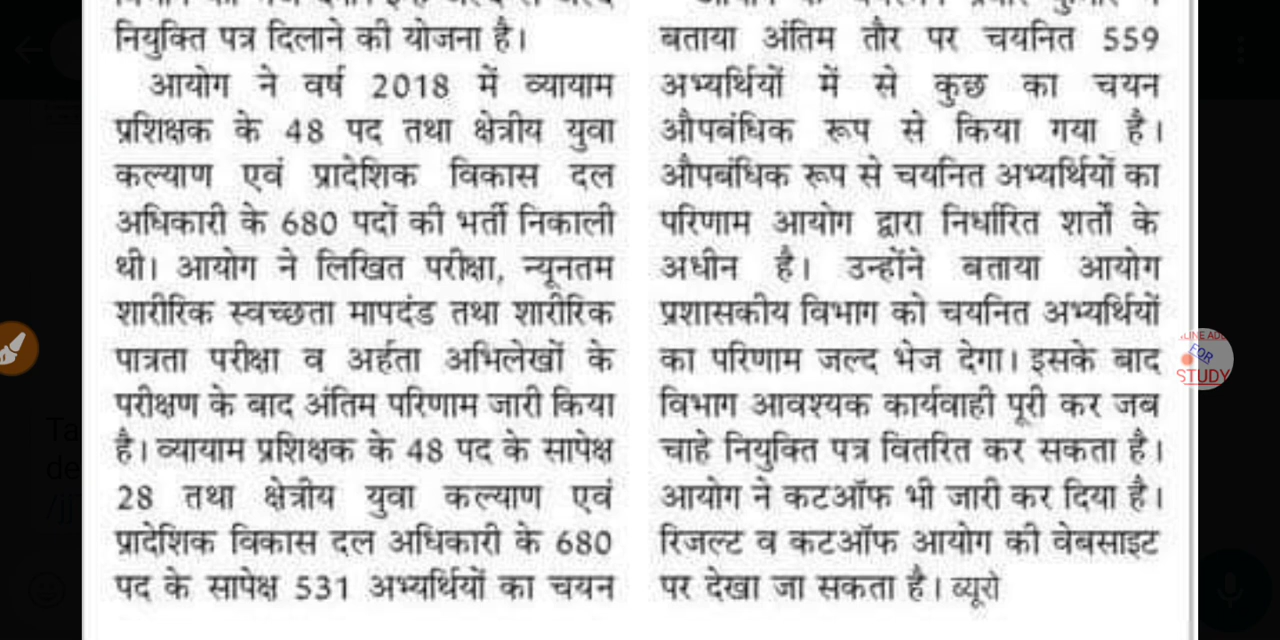 नियुक्ति पत्र दिलाने की योजना है।
आयोग ने वर्ष 2018 में व्यायाम
प्रशिक्षक के 48 पद तथा क्षेत्रीय युवा
कल्याण एवं प्रादेशिक विकास दल
अधिकारी के 680 पदों की भर्ती निकाली
थी। आयोग ने लिखित परीक्षा, न्यूनतम
शारीरिक स्वच्छता मापदंड तथा शारीरिक
पात्रता परीक्षा व अर्हता अभिलेखों के
परीक्षण के बाद अंतिम परिणाम जारी किया
है। व्यायाम प्रशिक्षक के 48 पद के सापेक्ष
28 तथा क्षेत्रीय युवा कल्याण एवं
प्रादेशिक विकास दल अधिकारी के 680
पद के सापेक्ष 531 अभ्यर्थियों का चयन
बताया अंतिम तौर पर चयनित 559
अभ्यर्थियों में से कुछ का चयन
औपबंधिक रूप से किया गया है।
औपबंधिक रूप से चयनित अभ्यर्थियों का
परिणाम आयोग द्वारा निर्धारित शर्तों के
अधीन है। उन्होंने बताया आयोग
प्रशासकीय विभाग को चयनित अभ्यर्थियों
का परिणाम जल्द भेज देगा। इसके बाद
विभाग आवश्यक कार्यवाही पूरी कर जब
चाहे नियुक्ति पत्र वितरित कर सकता है।
आयोग ने कटऑफ भी जारी कर दिया है।
रिजल्ट व कटऑफ आयोग की वेबसाइट
पर देखा जा सकता है। ब्यूरो
FOR
STUDY